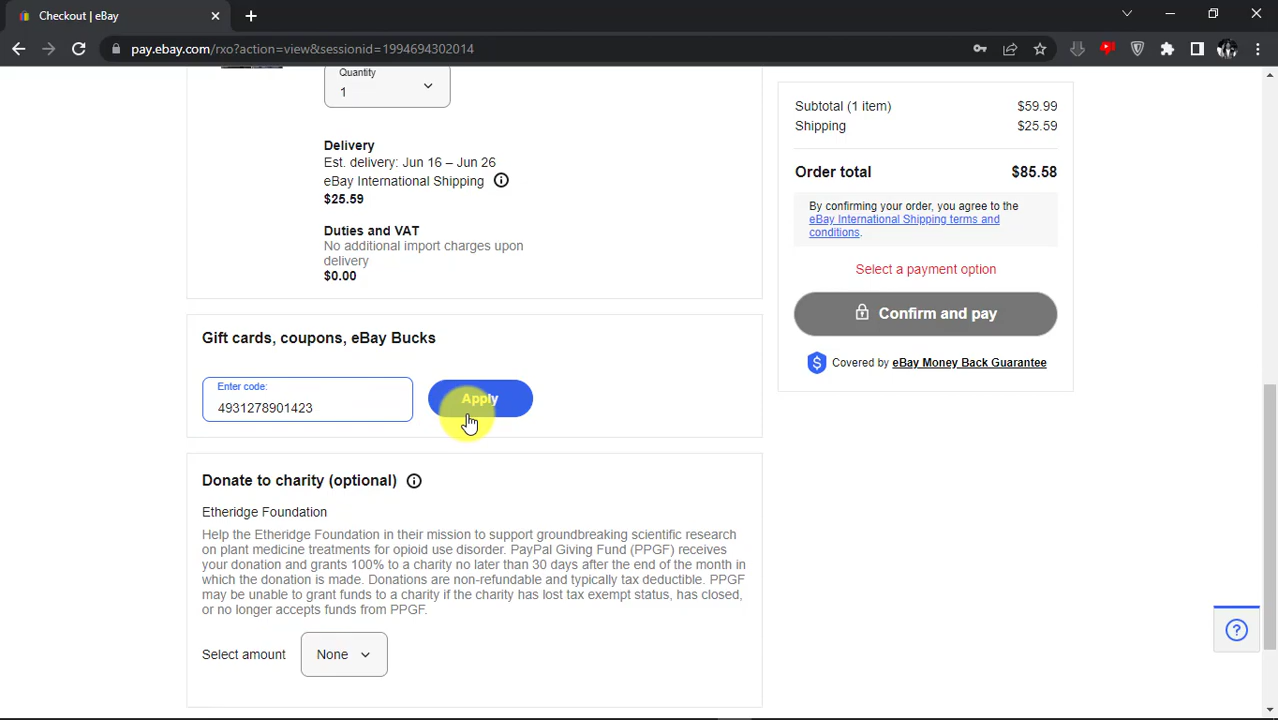 Checkout | eBay
pay.ebay.com/rxo?action=view&sessionid=1994694302014
Quantity
1
Delivery
Est. delivery: Jun 16 – Jun 26
eBay International Shipping
$25.59
Duties and VAT
No additional import charges upon
delivery
$0.00
Gift cards, coupons, eBay Bucks
Enter code:
4931278901423
Apply
Donate to charity (optional)
Etheridge Foundation
Help the Etheridge Foundation in their mission to support groundbreaking scientific research
on plant medicine treatments for opioid use disorder. PayPal Giving Fund (PPGF) receives
your donation and grants 100% to a charity no later than 30 days after the end of the month in
which the donation is made. Donations are non-refundable and typically tax deductible. PPGF
may be unable to grant funds to a charity if the charity has lost tax exempt status, has closed,
or no longer accepts funds from PPGF.
Select amount
None
Subtotal (1 item) $59.99
Shipping $25.59
Order total $85.58
By confirming your order, you agree to the
eBay International Shipping terms and
conditions.
Select a payment option
Confirm and pay
Covered by eBay Money Back Guarantee